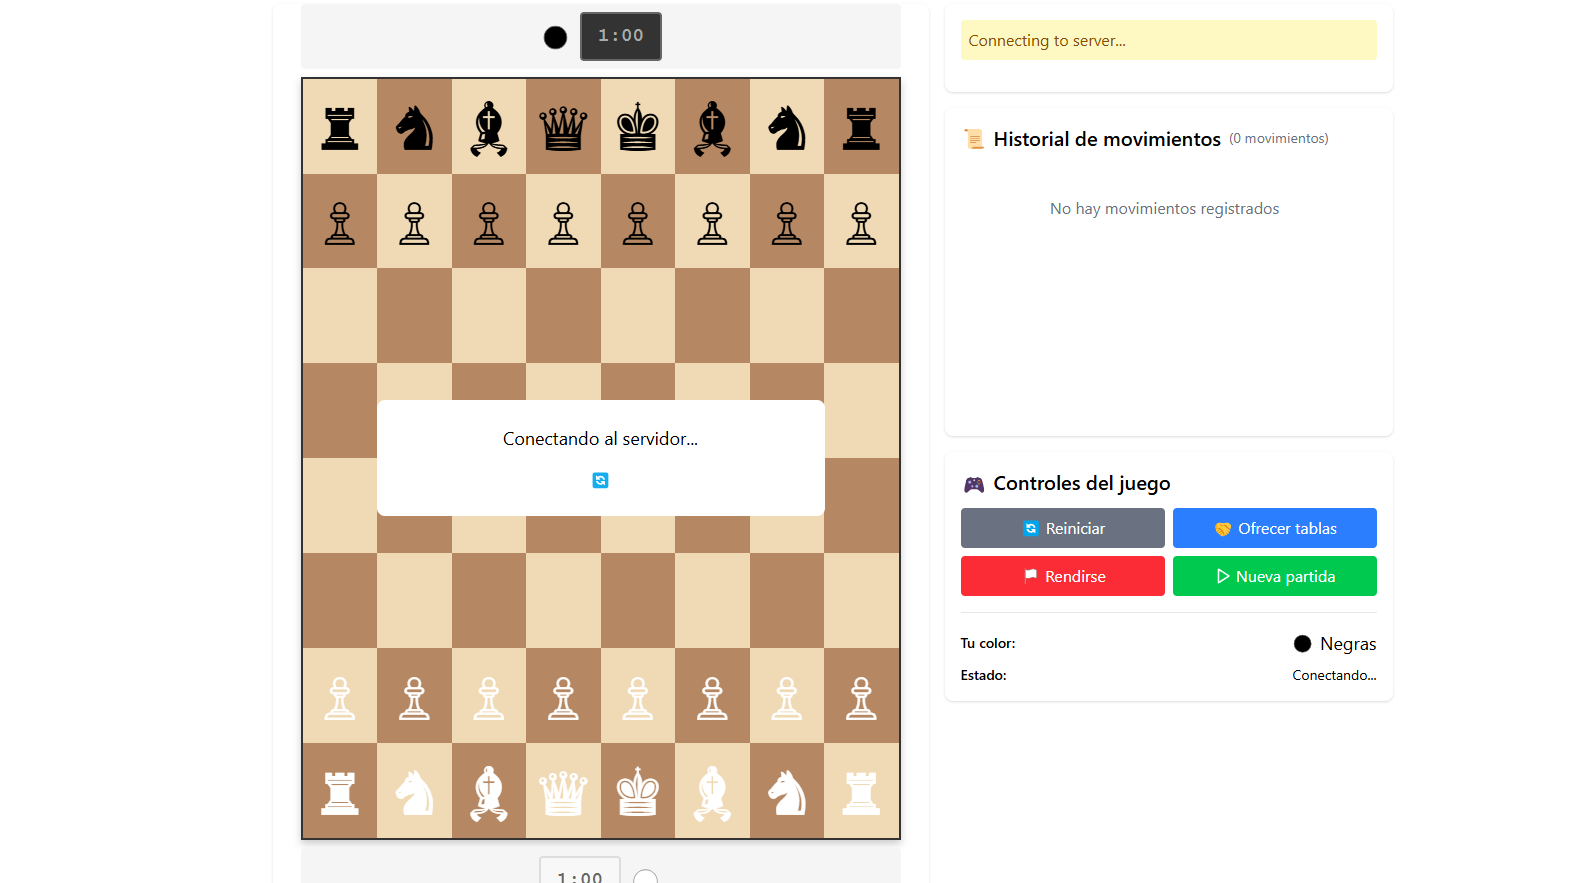 1:00
Connecting to server...
Historial de movimientos (0 movimientos)
No hay movimientos registrados
Conectando al servidor...
Controles del juego
Reiniciar
Ofrecer tablas
Rendirse
Nueva partida
Tu color:
Negras
Estado:
Conectando...
1:00